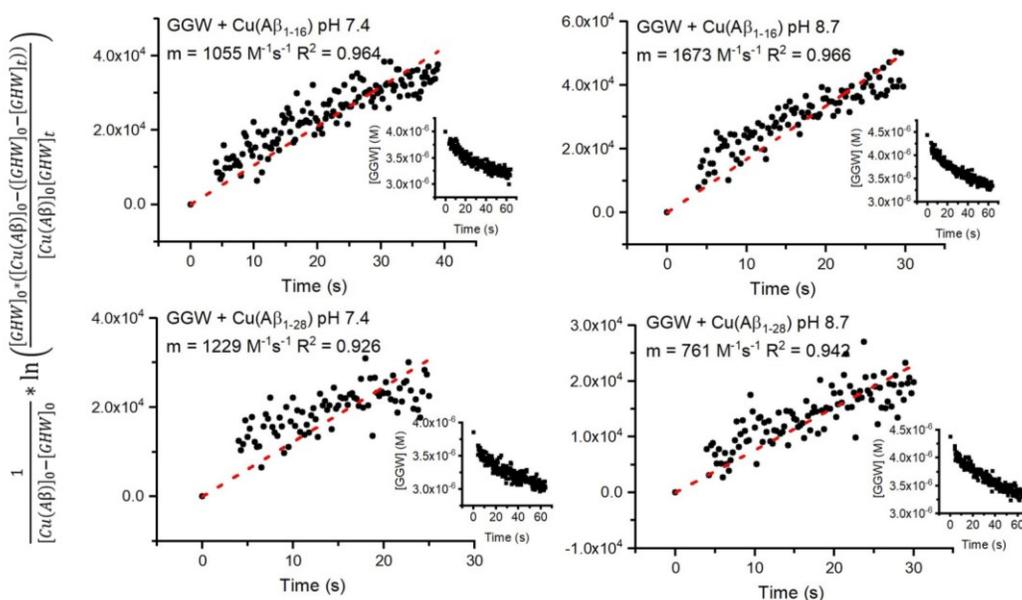 1/([Cu(Aβ)]₀−[GHW]₀) * ln([GHW]₀*([Cu(Aβ)]₀−([GHW]₀−[GHW]ₜ))/([Cu(Aβ)]₀[GHW]ₜ))
GGW + Cu(Aβ₁₋₁₆) pH 7.4
m = 1055 M⁻¹s⁻¹ R² = 0.964
4.0x10⁴
2.0x10⁴
0.0
0 10 20 30 40
Time (s)
[GGW] (M)
4.0x10⁻⁶
3.5x10⁻⁶
3.0x10⁻⁶
0 20 40 60
Time (s)
GGW + Cu(Aβ₁₋₁₆) pH 8.7
m = 1673 M⁻¹s⁻¹ R² = 0.966
6.0x10⁴
4.0x10⁴
2.0x10⁴
0.0
0 10 20 30
Time (s)
[GGW] (M)
4.5x10⁻⁶
4.0x10⁻⁶
3.5x10⁻⁶
3.0x10⁻⁶
0 20 40 60
Time (s)
GGW + Cu(Aβ₁₋₂₈) pH 7.4
m = 1229 M⁻¹s⁻¹ R² = 0.926
4.0x10⁴
2.0x10⁴
0.0
0 10 20 30
Time (s)
[GGW] (M)
4.0x10⁻⁶
3.5x10⁻⁶
3.0x10⁻⁶
0 20 40 60
Time (s)
GGW + Cu(Aβ₁₋₂₈) pH 8.7
m = 761 M⁻¹s⁻¹ R² = 0.942
3.0x10⁴
2.0x10⁴
1.0x10⁴
0.0
-1.0x10⁴
0 10 20 30
Time (s)
[GGW] (M)
4.5x10⁻⁶
4.0x10⁻⁶
3.5x10⁻⁶
3.0x10⁻⁶
0 20 40 60
Time (s)